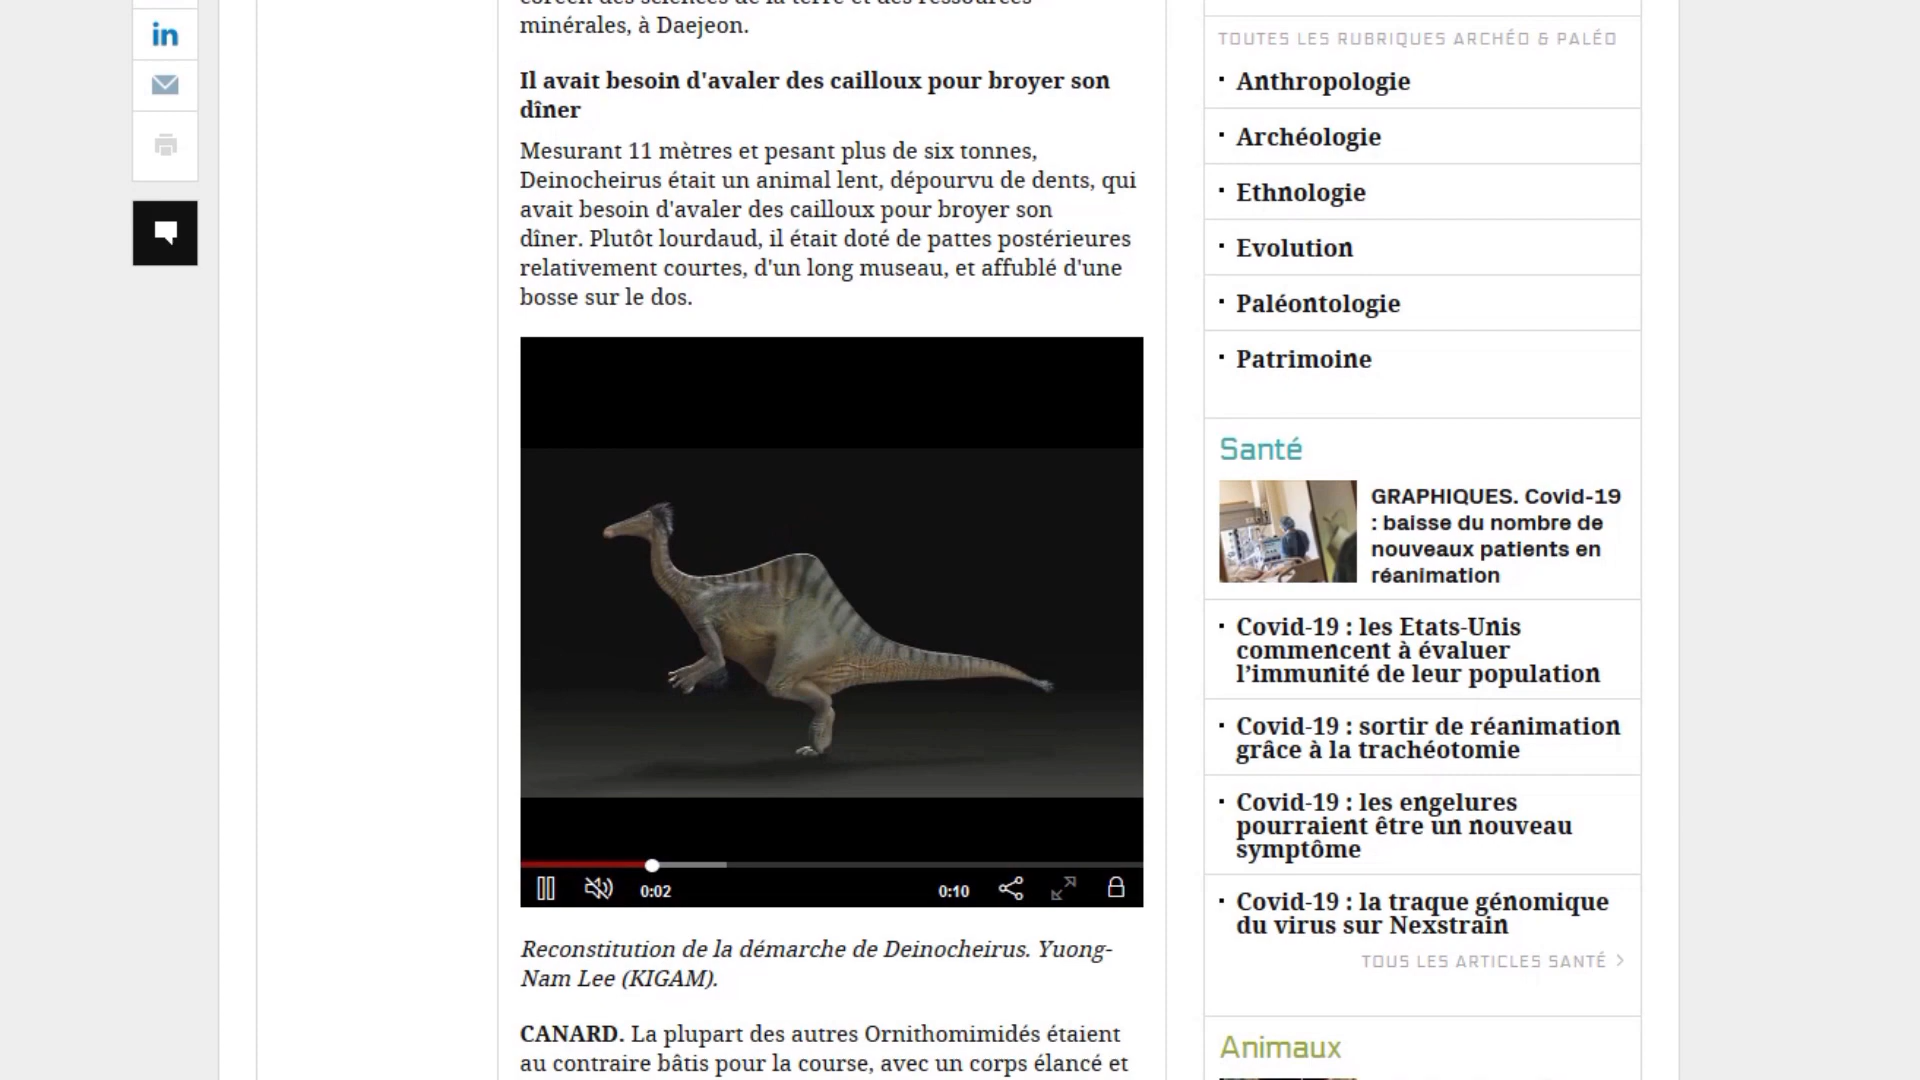 in
minérales, à Daejeon.
Il avait besoin d'avaler des cailloux pour broyer son
dîner
Mesurant 11 mètres et pesant plus de six tonnes,
Deinocheirus était un animal lent, dépourvu de dents, qui
avait besoin d'avaler des cailloux pour broyer son
dîner. Plutôt lourdaud, il était doté de pattes postérieures
relativement courtes, d'un long museau, et affublé d'une
bosse sur le dos.
0:02
0:10
Reconstitution de la démarche de Deinocheirus. Yuong-
Nam Lee (KIGAM).
CANARD. La plupart des autres Ornithomimidés étaient
au contraire bâtis pour la course, avec un corps élancé et
TOUTES LES RUBRIQUES ARCHÉO & PALÉO
Anthropologie
Archéologie
Ethnologie
Evolution
Paléontologie
Patrimoine
Santé
GRAPHIQUES. Covid-19
: baisse du nombre de
nouveaux patients en
réanimation
Covid-19 : les Etats-Unis
commencent à évaluer
l’immunité de leur population
Covid-19 : sortir de réanimation
grâce à la trachéotomie
Covid-19 : les engelures
pourraient être un nouveau
symptôme
Covid-19 : la traque génomique
du virus sur Nexstrain
TOUS LES ARTICLES SANTÉ >
Animaux